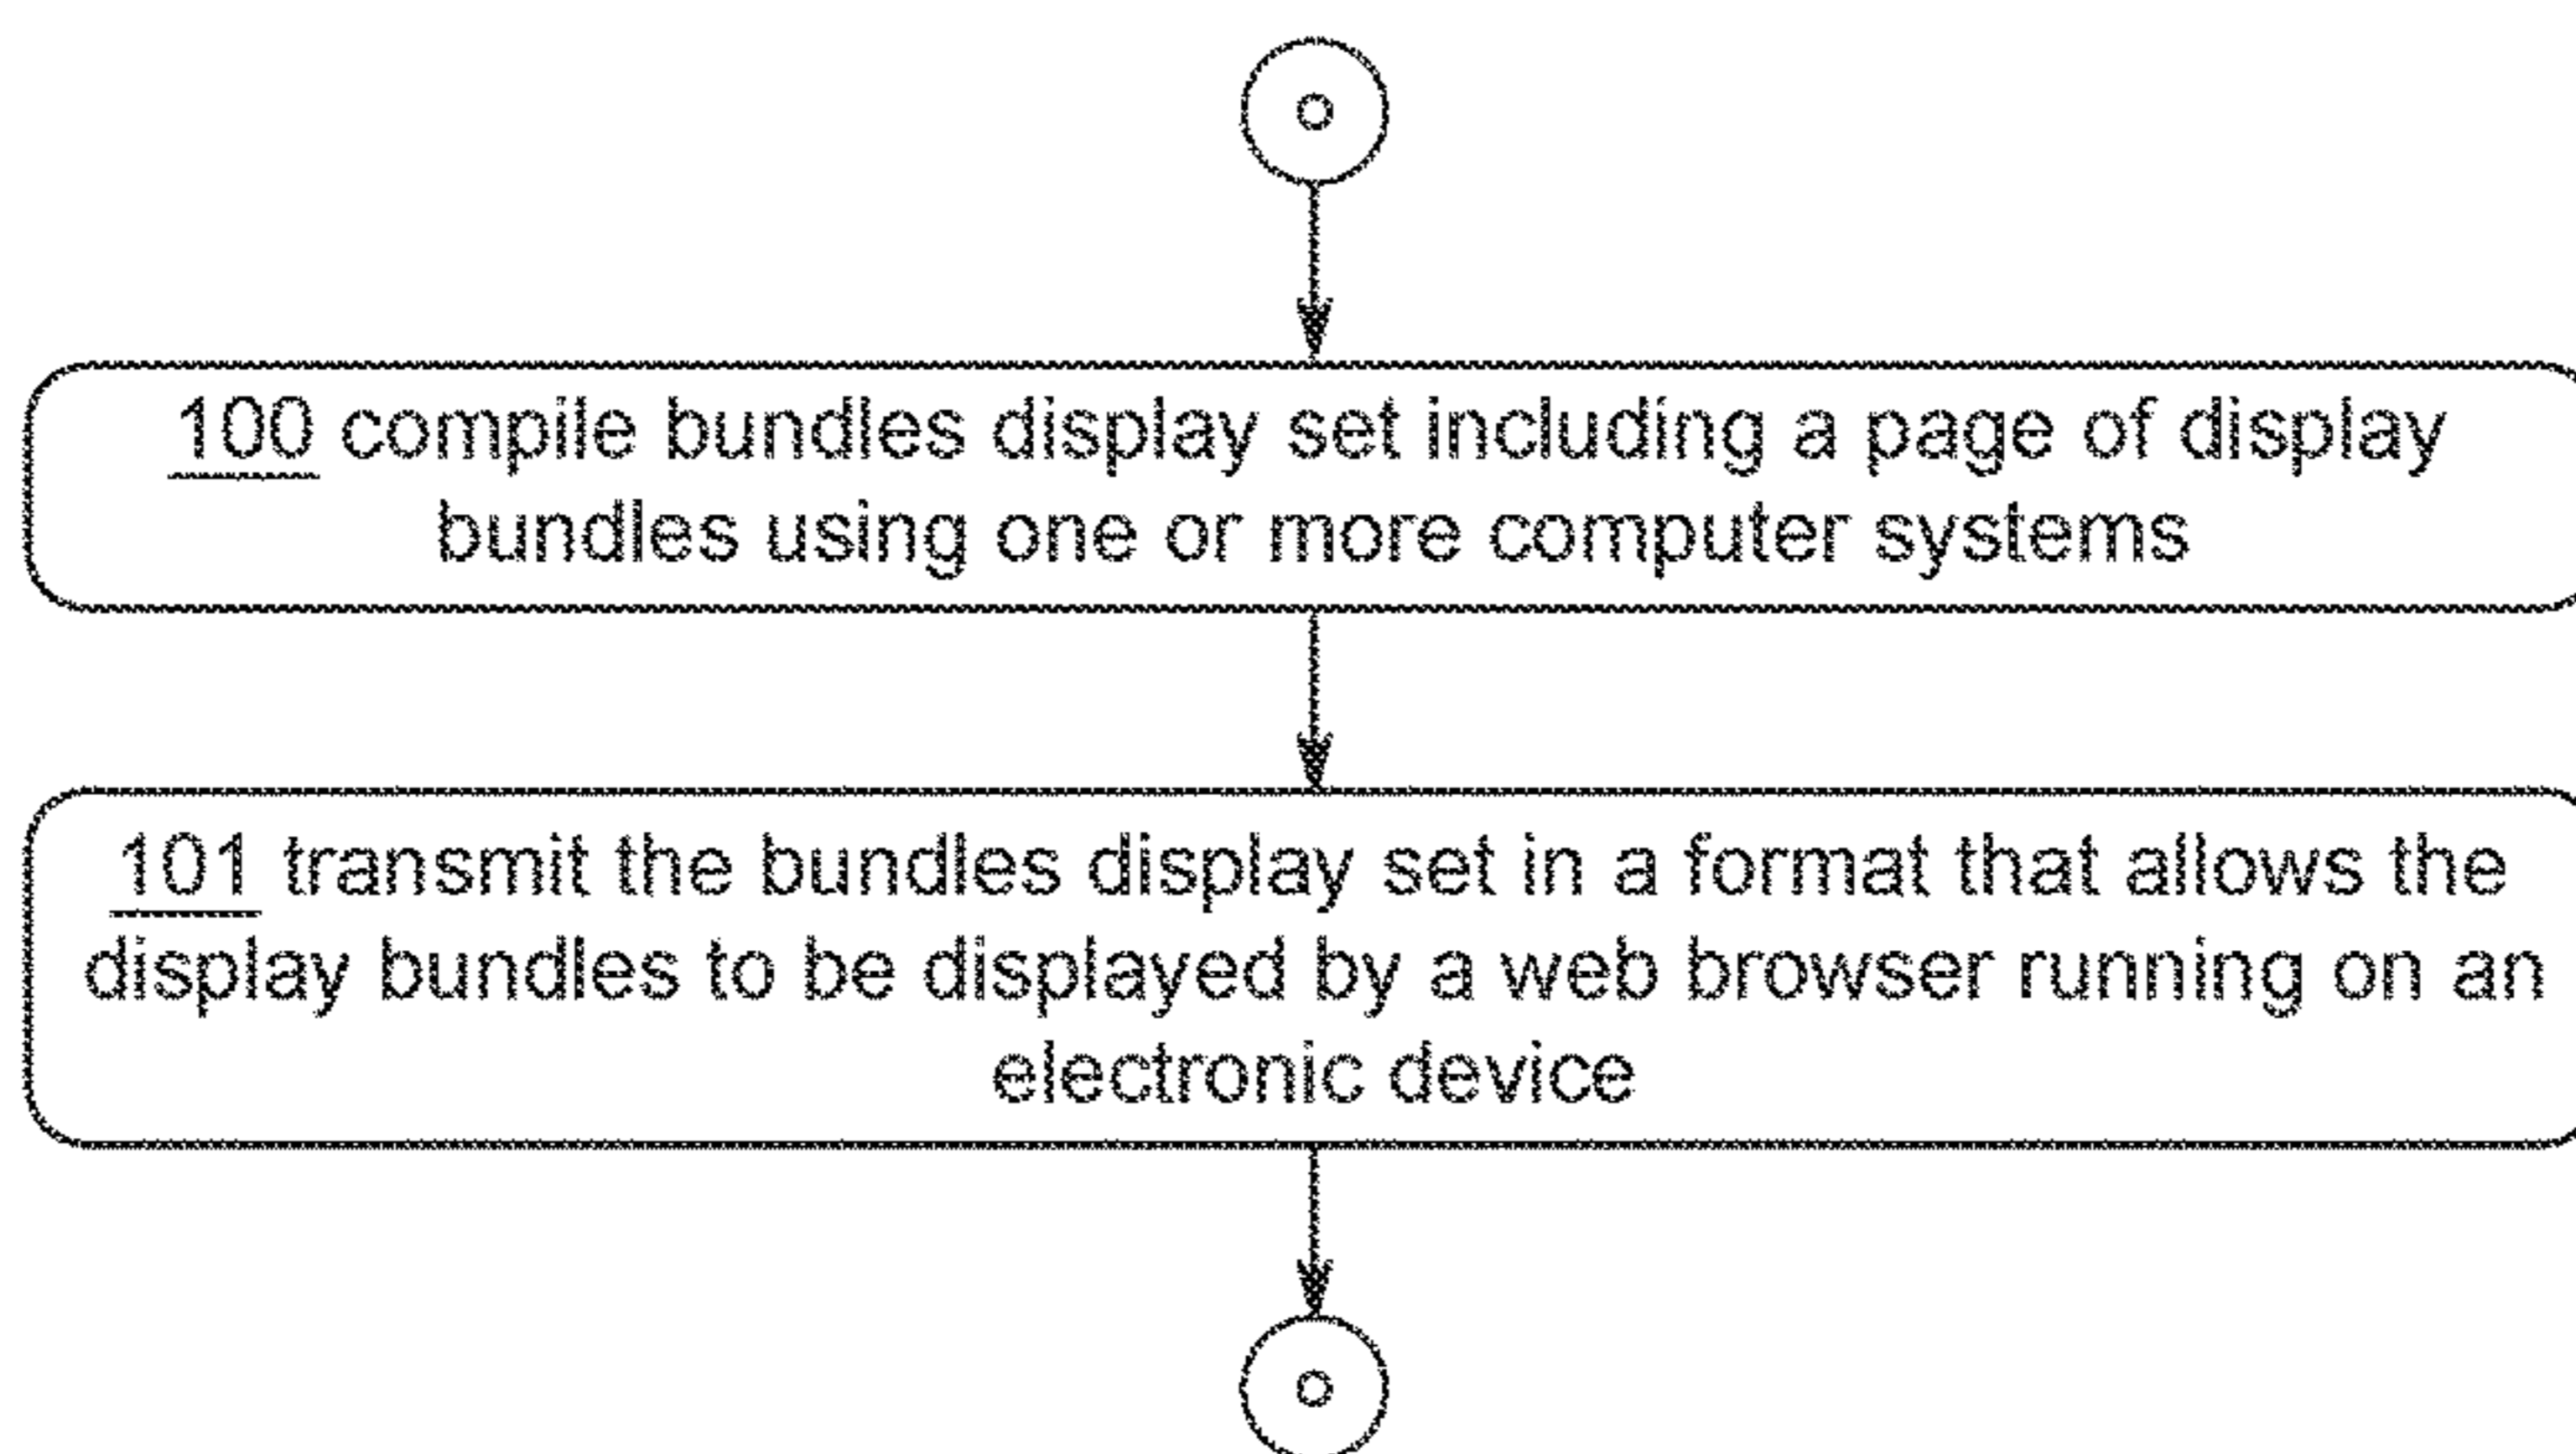 100 compile bundles display set including a page of display
bundles using one or more computer systems
101 transmit the bundles display set in a format that allows the
display bundles to be displayed by a web browser running on an
electronic device